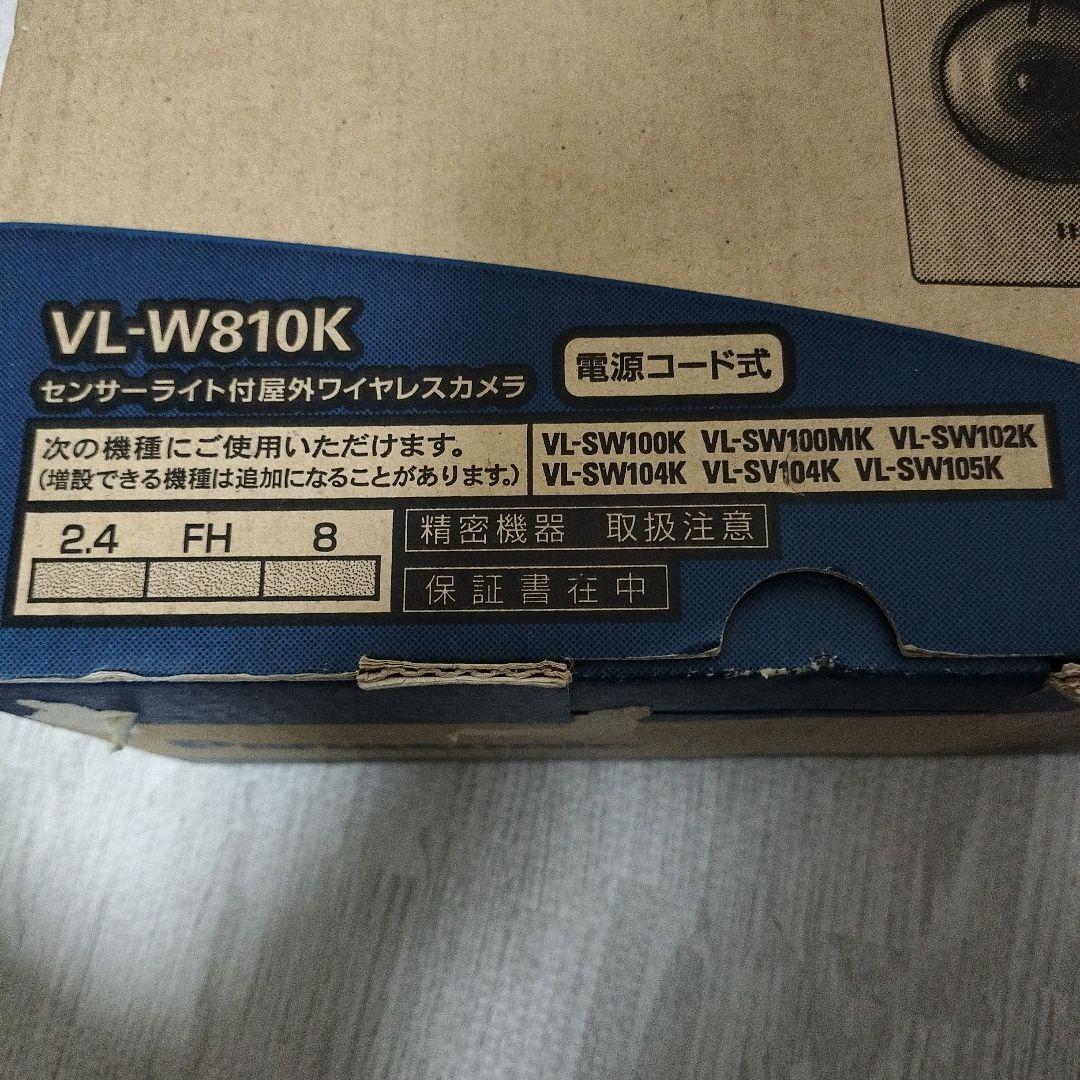 VL-W810K
センサーライト付屋外ワイヤレスカメラ
電源コード式
次の機種にご使用いただけます。
(増設できる機種は追加になることがあります。)
VL-SW100K VL-SW100MK VL-SW102K
VL-SW104K VL-SV104K VL-SW105K
2.4 FH 8
精密機器 取扱注意
保証書在中